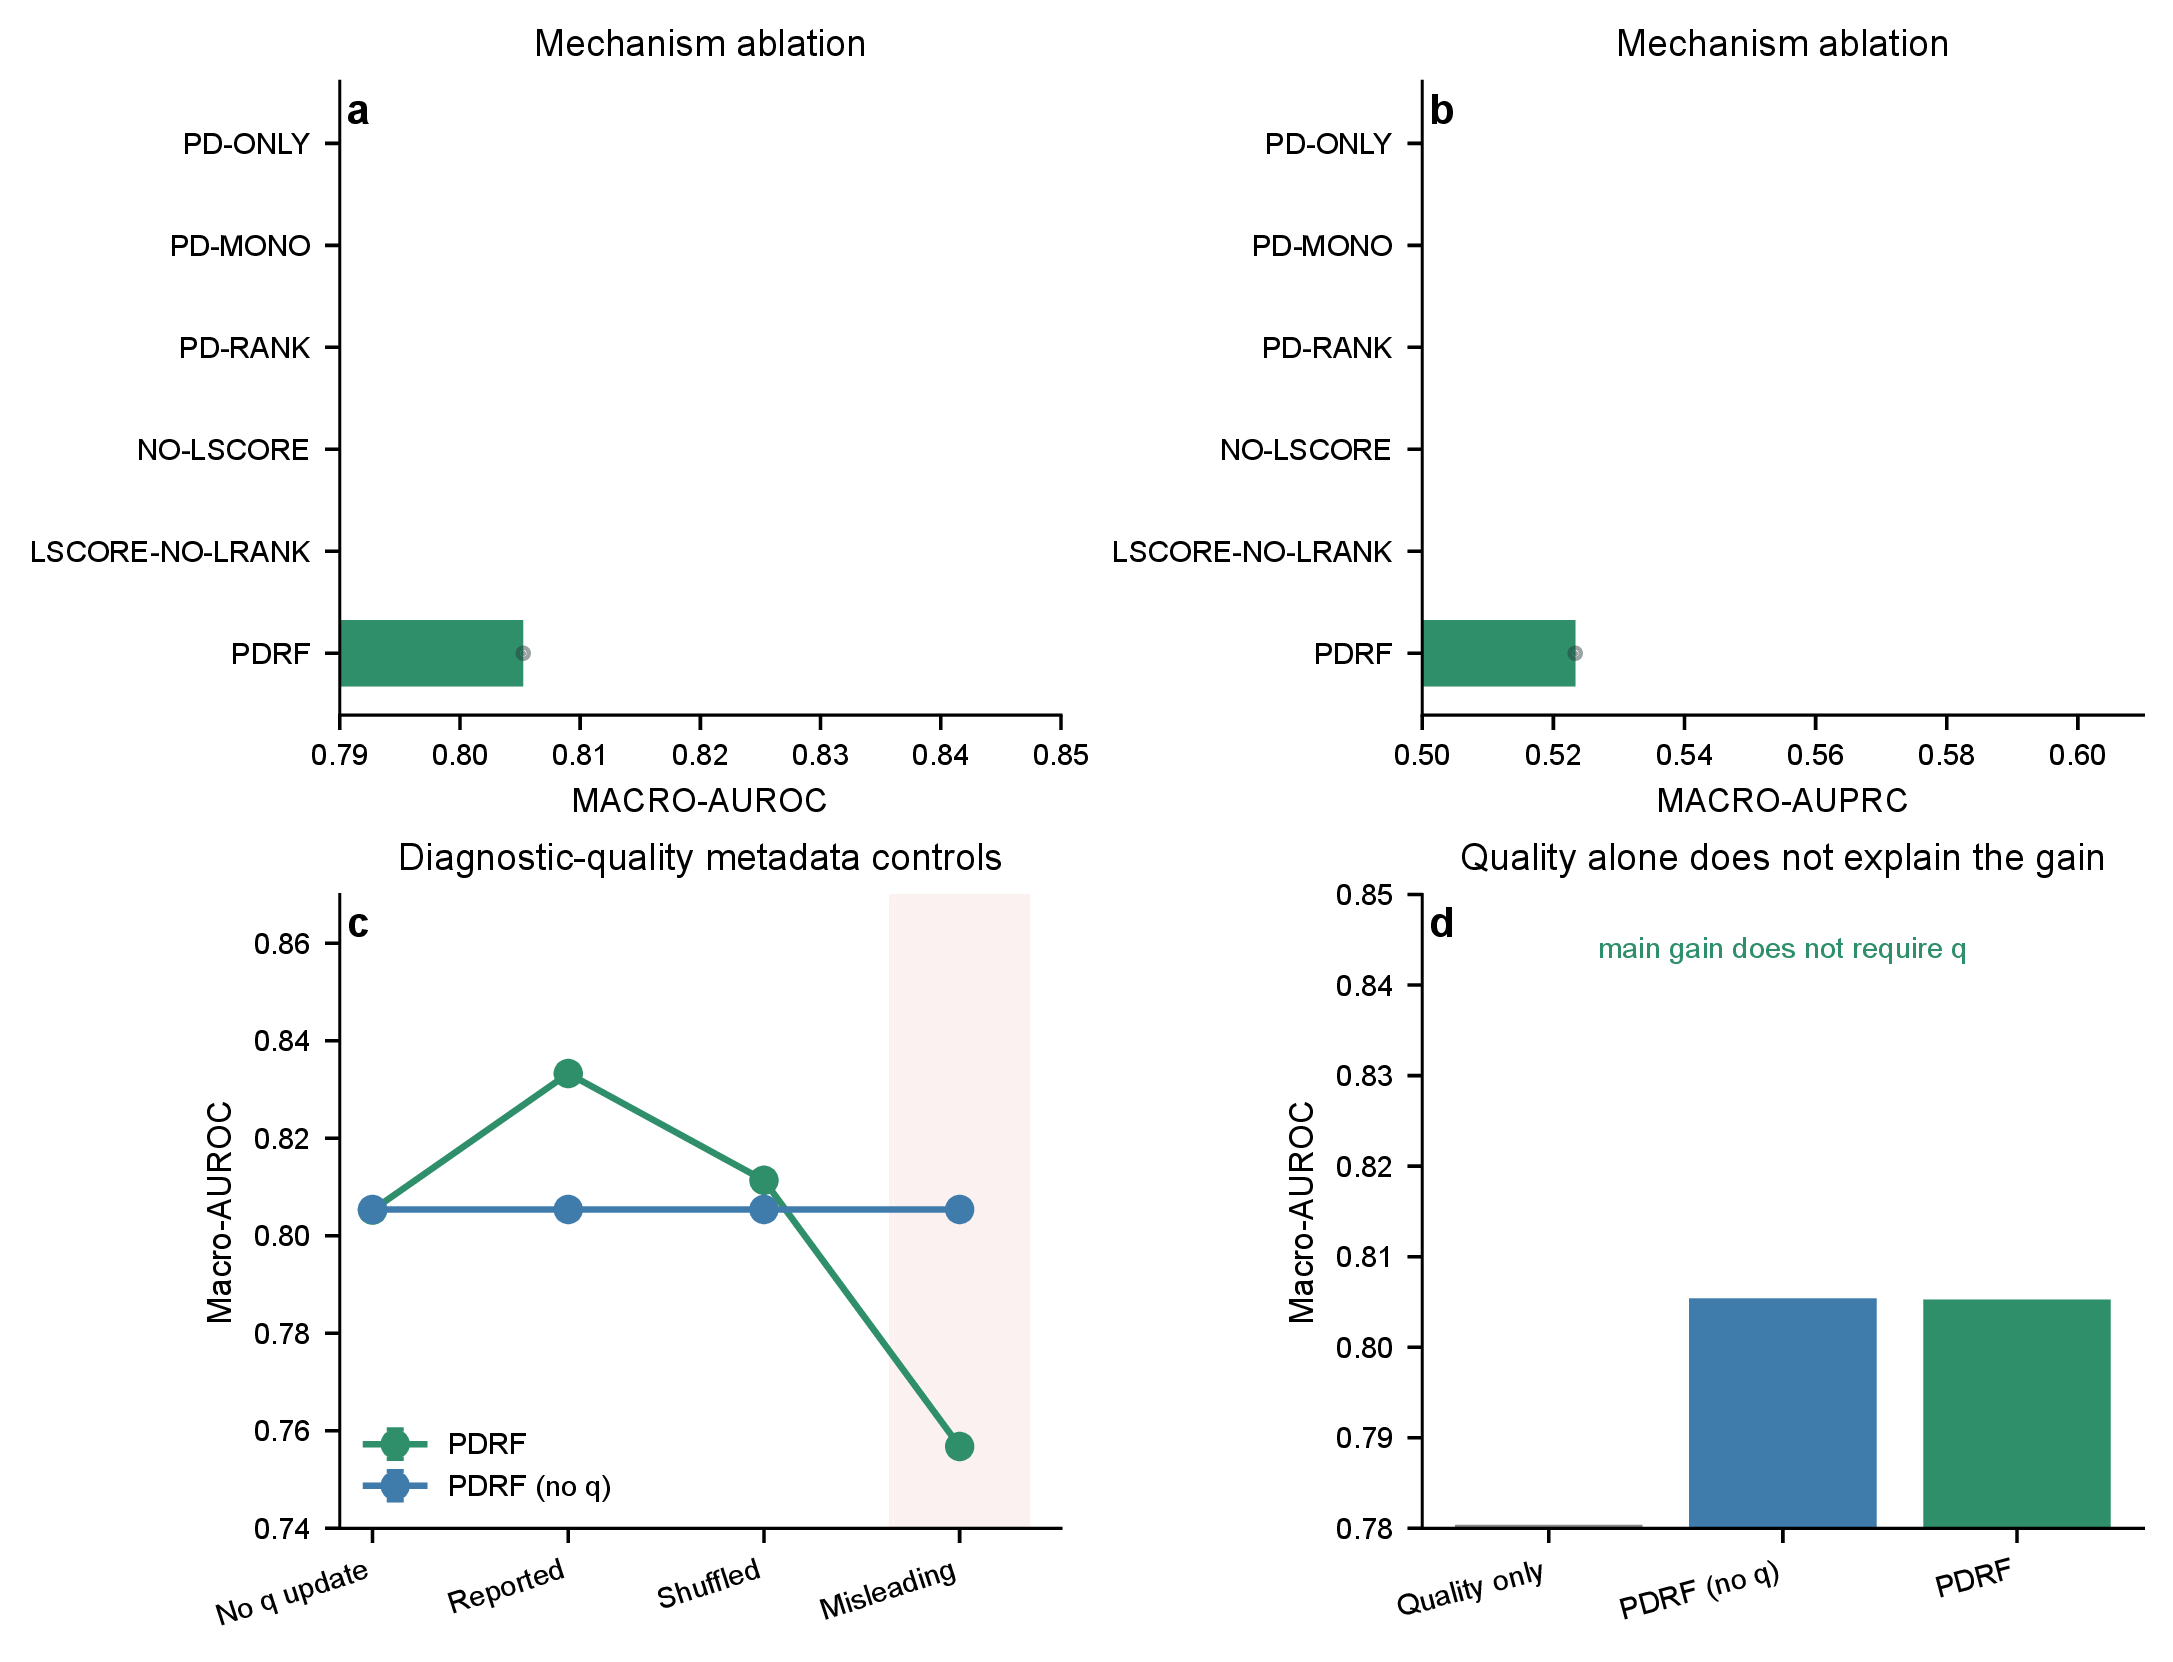 Mechanism ablation
a
PD-ONLY
PD-MONO
PD-RANK
NO-LSCORE
LSCORE-NO-LRANK
PDRF
0.79 0.80 0.81 0.82 0.83 0.84 0.85
MACRO-AUROC
Mechanism ablation
b
PD-ONLY
PD-MONO
PD-RANK
NO-LSCORE
LSCORE-NO-LRANK
PDRF
0.50 0.52 0.54 0.56 0.58 0.60
MACRO-AUPRC
Diagnostic-quality metadata controls
c
0.86
0.84
0.82
0.80
0.78
0.76
0.74
Macro-AUROC
PDRF
PDRF (no q)
No q update Reported Shuffled Misleading
Quality alone does not explain the gain
d
main gain does not require q
0.85
0.84
0.83
0.82
0.81
0.80
0.79
0.78
Macro-AUROC
Quality only PDRF (no q) PDRF